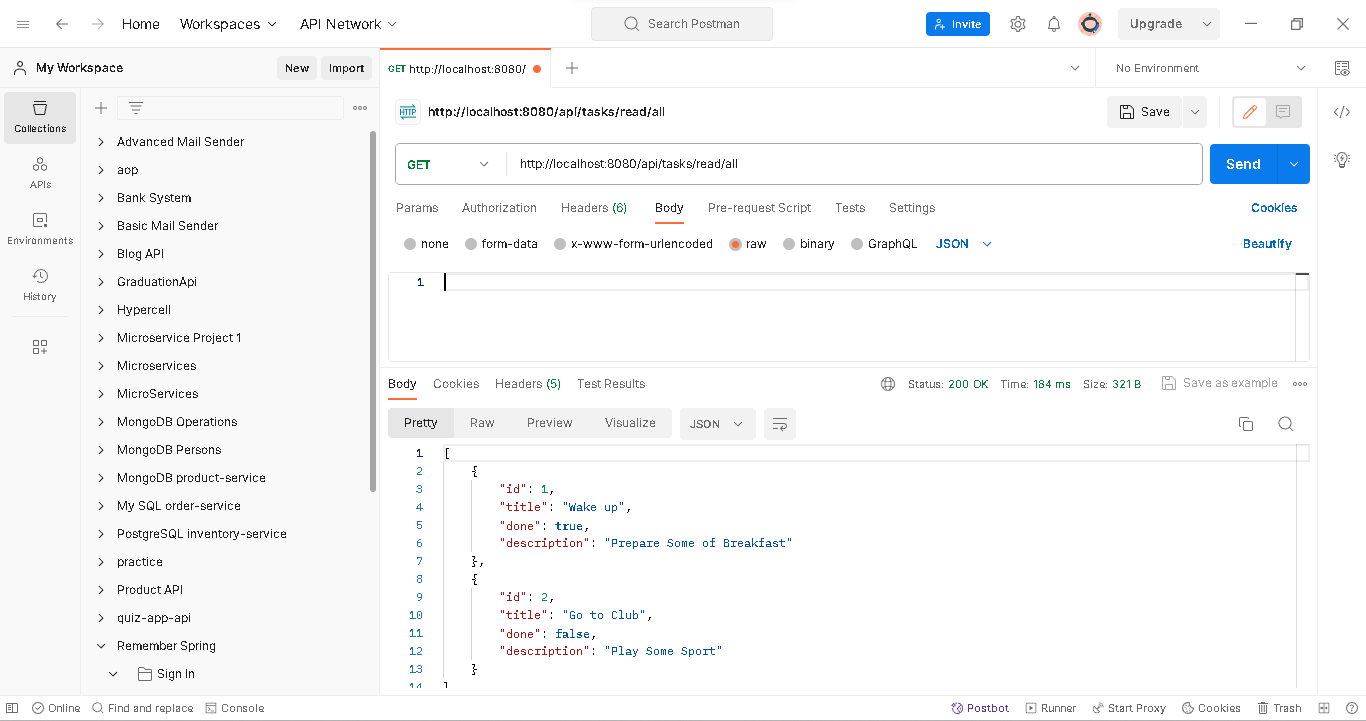 Home Workspaces API Network Search Postman Invite Upgrade
My Workspace New Import GET http://localhost:8080/ No Environment
Collections
APIs
Environments
History
Advanced Mail Sender
aop
Bank System
Basic Mail Sender
Blog API
GraduationApi
Hypercell
Microservice Project 1
Microservices
MicroServices
MongoDB Operations
MongoDB Persons
MongoDB product-service
My SQL order-service
PostgreSQL inventory-service
practice
Product API
quiz-app-api
Remember Spring
Sign In
HTTP http://localhost:8080/api/tasks/read/all Save
GET http://localhost:8080/api/tasks/read/all Send
Params Authorization Headers (6) Body Pre-request Script Tests Settings Cookies
none form-data x-www-form-urlencoded raw binary GraphQL JSON Beautify
1
Body Cookies Headers (5) Test Results Status: 200 OK Time: 184 ms Size: 321 B Save as example
Pretty Raw Preview Visualize JSON
1 [
2 {
3 "id": 1,
4 "title": "Wake up",
5 "done": true,
6 "description": "Prepare Some of Breakfast"
7 },
8 {
9 "id": 2,
10 "title": "Go to Club",
11 "done": false,
12 "description": "Play Some Sport"
13 }
14 ]
Online Find and replace Console Postbot Runner Start Proxy Cookies Trash